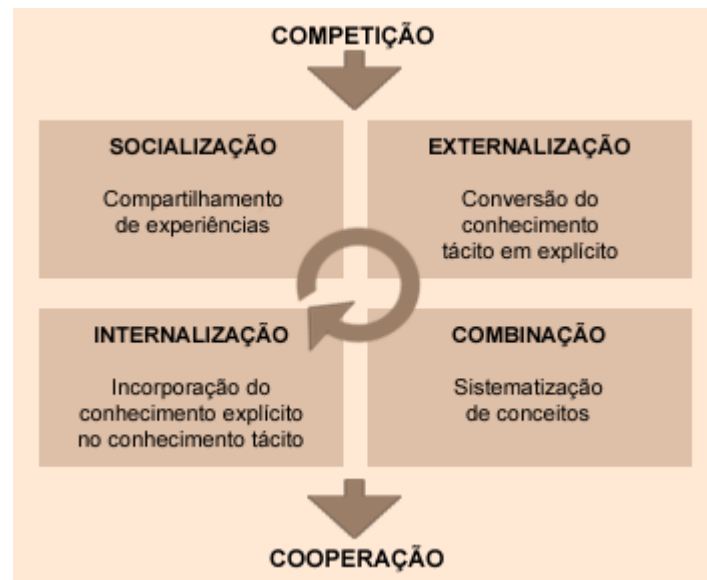 COMPETIÇÃO
SOCIALIZAÇÃO
Compartilhamento
de experiências
EXTERNALIZAÇÃO
Conversão do
conhecimento
tácito em explícito
INTERNALIZAÇÃO
Incorporação do
conhecimento explícito
no conhecimento tácito
COMBINAÇÃO
Sistematização
de conceitos
COOPERAÇÃO